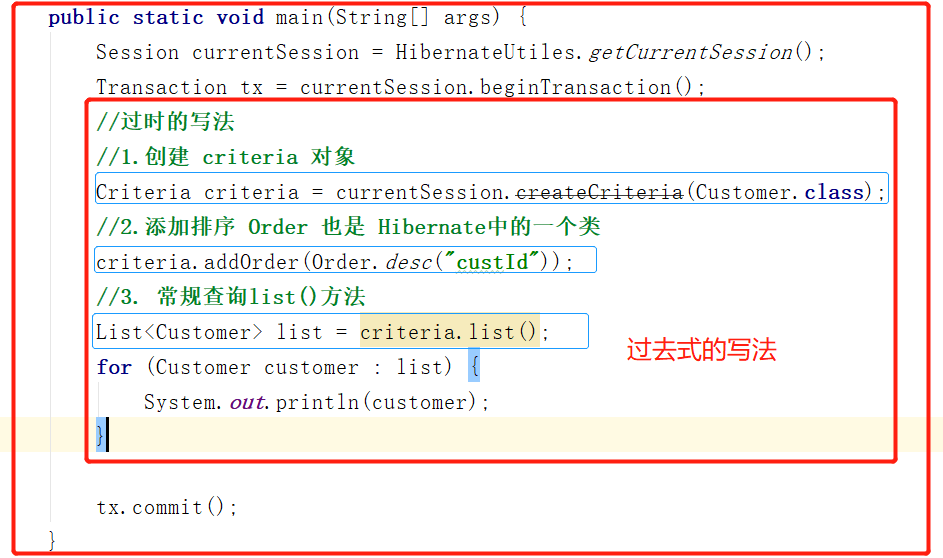 public static void main(String[] args) {
Session currentSession = HibernateUtiles.getCurrentSession();
Transaction tx = currentSession.beginTransaction();
//过时的写法
//1.创建 criteria 对象
Criteria criteria = currentSession.createCriteria(Customer.class);
//2.添加排序 Order 也是 Hibernate中的一个类
criteria.addOrder(Order.desc("custId"));
//3. 常规查询list()方法
List<Customer> list = criteria.list();
for (Customer customer : list) {
过去式的写法
System.out.println(customer);
}
tx.commit();
}